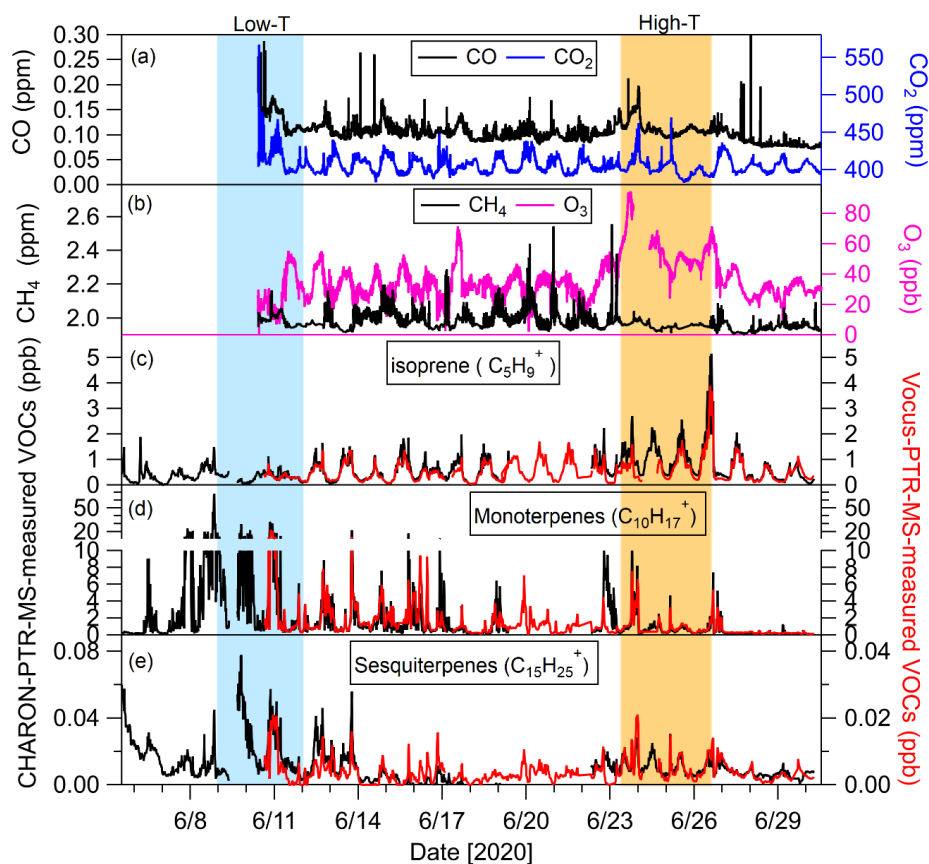 Low-T High-T
(a)
CO CO₂
CO (ppm)
0.30
0.15
0.10
0.05
0.00
CO₂ (ppm)
550
500
450
400
(b)
CH₄ O₃
CH₄ (ppm)
2.6
2.4
2.2
2.0
O₃ (ppb)
80
60
40
20
0
(c)
isoprene ( C₅H₉⁺ )
5
4
3
2
1
0
(d)
Monoterpenes (C₁₀H₁₇⁺)
50
20
10
8
6
4
2
0
(e)
Sesquiterpenes (C₁₅H₂₅⁺)
0.08
0.04
0.00
0.04
0.02
0.00
CHARON-PTR-MS-measured VOCs (ppb)
Vocus-PTR-MS-measured VOCs (ppb)
6/8 6/11 6/14 6/17 6/20 6/23 6/26 6/29
Date [2020]